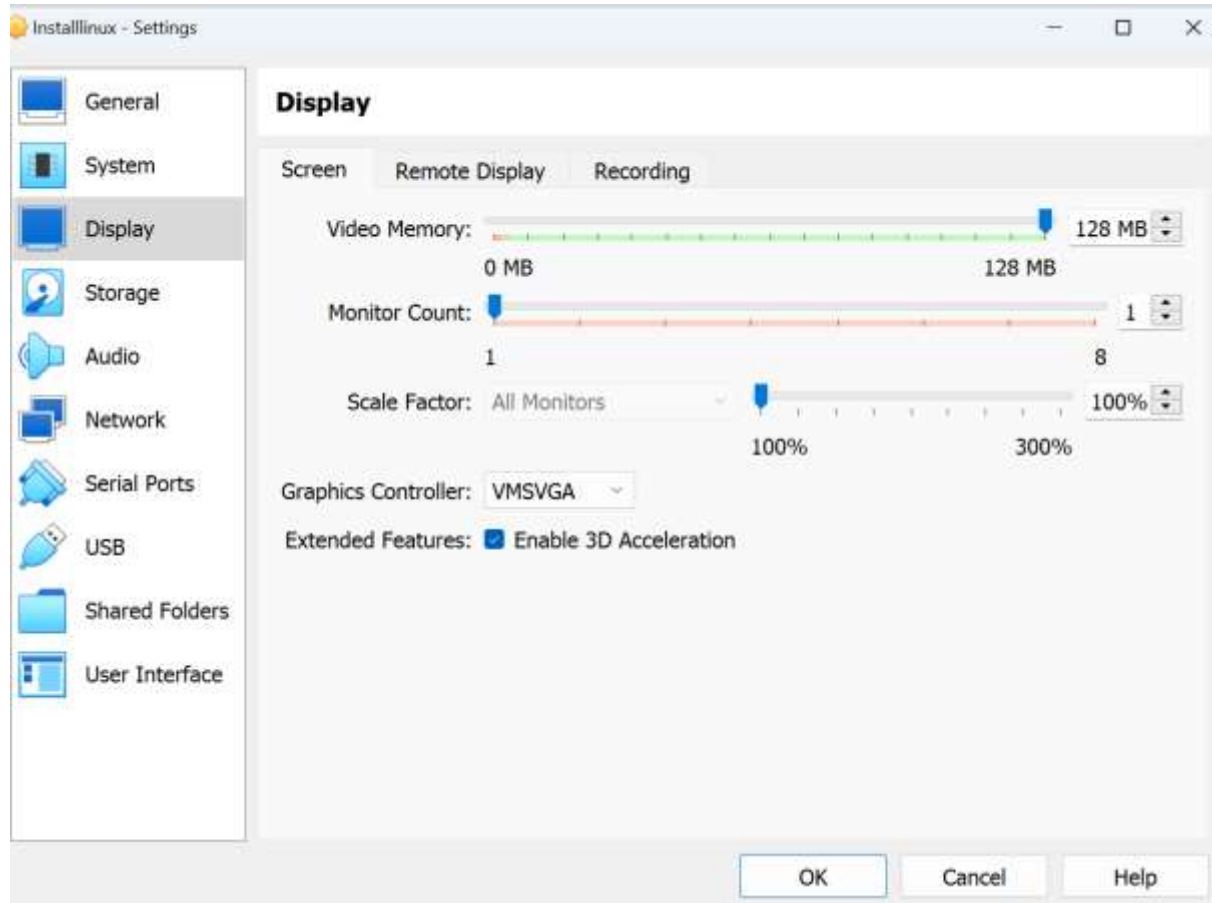 Installlinux - Settings
General
System
Display
Storage
Audio
Network
Serial Ports
USB
Shared Folders
User Interface
Display
Screen Remote Display Recording
Video Memory: 128 MB
0 MB 128 MB
Monitor Count: 1
1 8
Scale Factor: All Monitors 100%
100% 300%
Graphics Controller: VMSVGA
Extended Features: Enable 3D Acceleration
OK Cancel Help